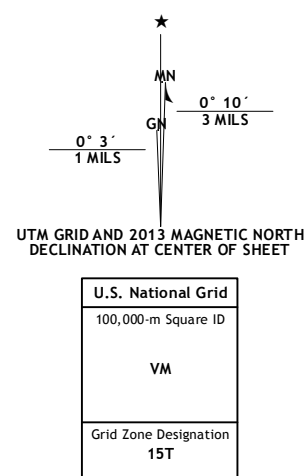 ★
MN
0° 10´
3 MILS
GN
0° 3´
1 MILS
UTM GRID AND 2013 MAGNETIC NORTH
DECLINATION AT CENTER OF SHEET
U.S. National Grid
100,000-m Square ID
VM
Grid Zone Designation
15T